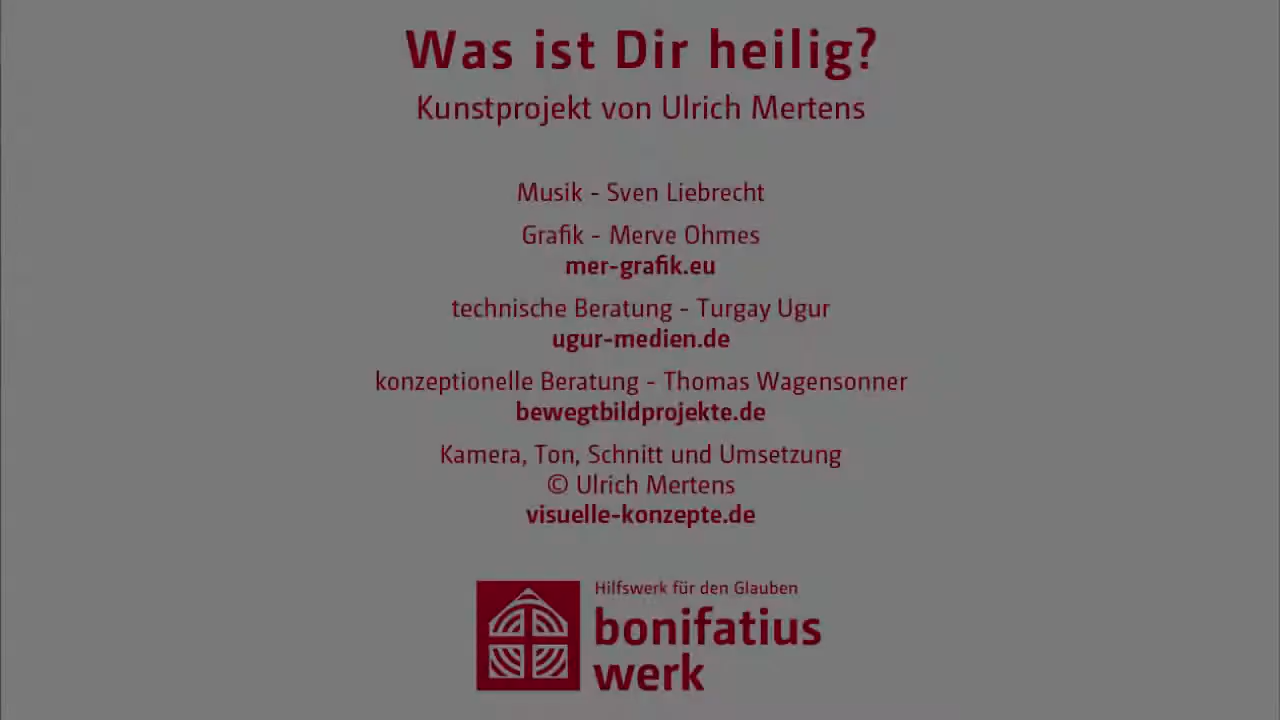 Was ist Dir heilig?
Kunstprojekt von Ulrich Mertens
Musik - Sven Liebrecht
Grafik - Merve Ohmes
mer-grafik.eu
technische Beratung - Turgay Ugur
ugur-medien.de
konzeptionelle Beratung - Thomas Wagensonner
bewegtbildprojekte.de
Kamera, Ton, Schnitt und Umsetzung
© Ulrich Mertens
visuelle-konzepte.de
Hilfswerk für den Glauben
bonifatius
werk